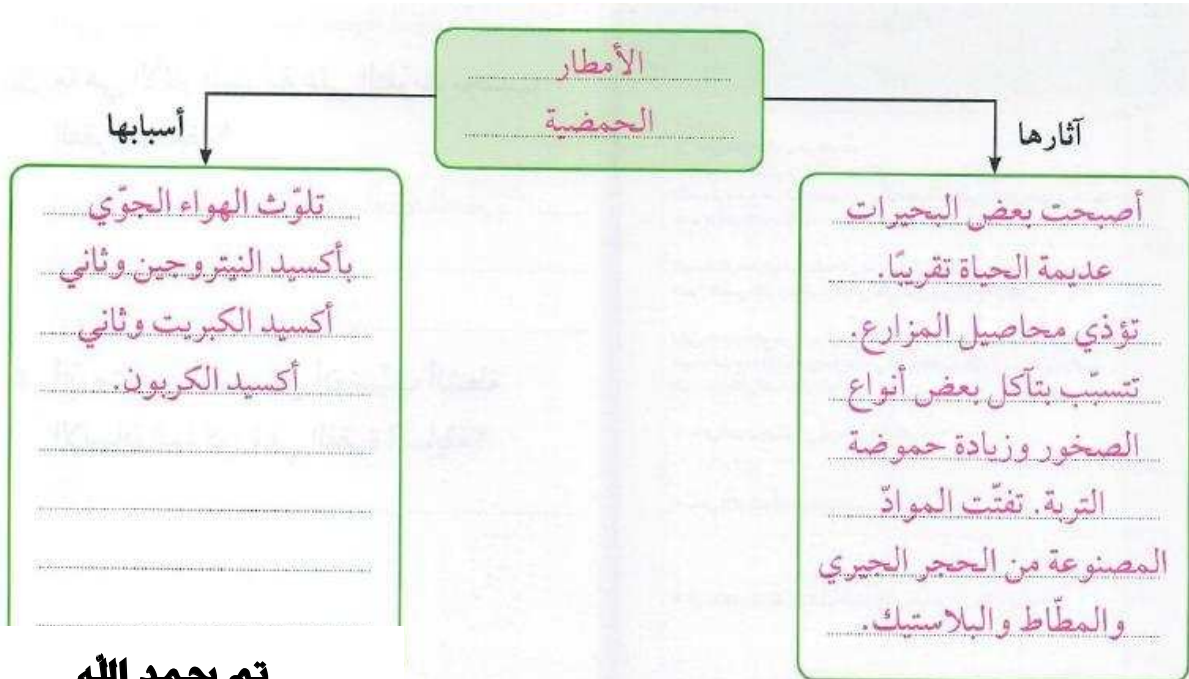 الأمطار
الحمضية
آثارها
أسبابها
أصبحت بعض البحيرات
عديمة الحياة تقريبًا.
تؤذي محاصيل المزارع.
تتسبّب بتآكل بعض أنواع
الصخور وزيادة حموضة
التربة. تفتّت الموادّ
المصنوعة من الحجر الجيري
والمطّاط والبلاستيك.
تلوّث الهواء الجوّي
بأكسيد النيتروجين وثاني
أكسيد الكبريت وثاني
أكسيد الكربون.
تم بحمد الله